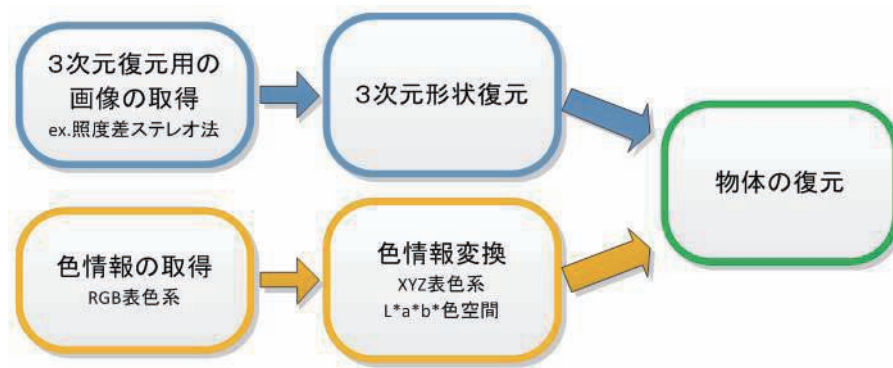 3次元復元用の
画像の取得
ex.照度差ステレオ法
3次元形状復元
物体の復元
色情報の取得
RGB表色系
色情報変換
XYZ表色系
L*a*b*色空間